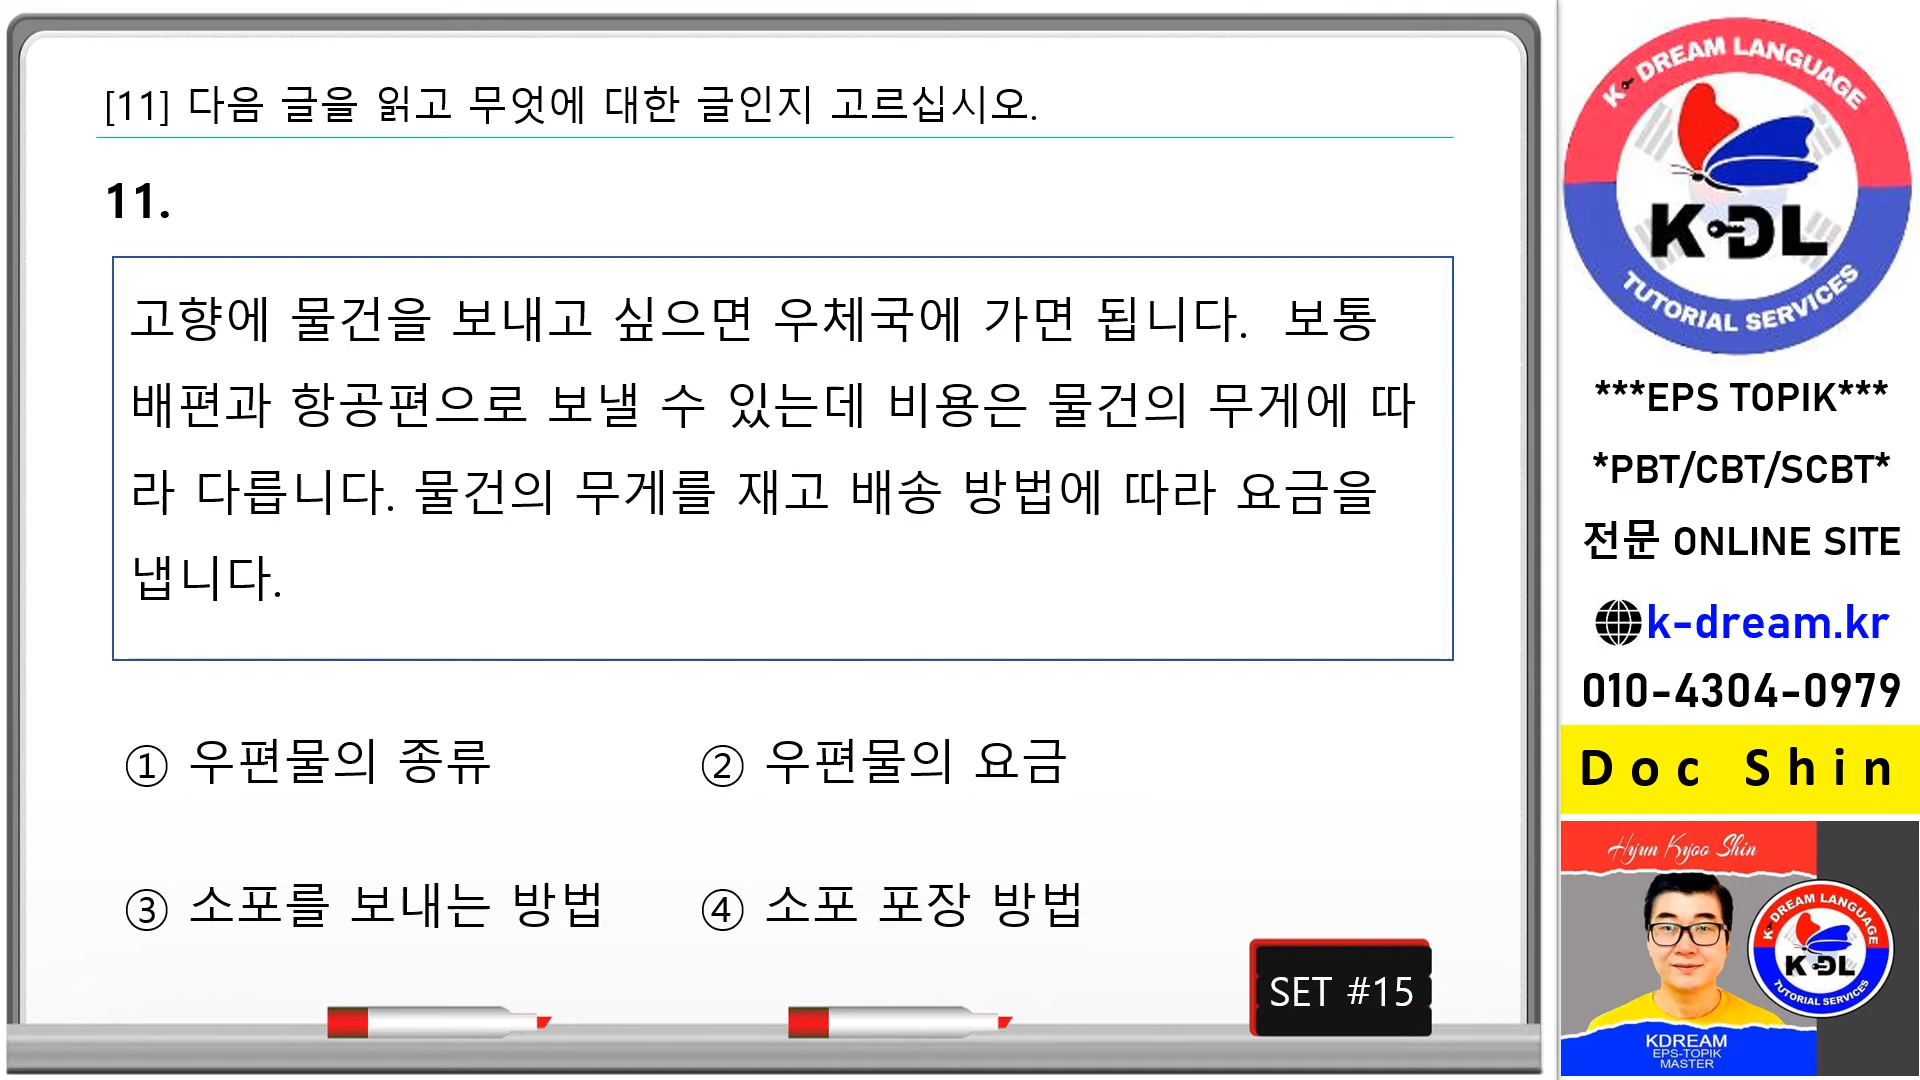 [11] 다음 글을 읽고 무엇에 대한 글인지 고르십시오.
11.
고향에 물건을 보내고 싶으면 우체국에 가면 됩니다. 보통
배편과 항공편으로 보낼 수 있는데 비용은 물건의 무게에 따
라 다릅니다. 물건의 무게를 재고 배송 방법에 따라 요금을
냅니다.
① 우편물의 종류
② 우편물의 요금
③ 소포를 보내는 방법
④ 소포 포장 방법
SET #15
K-DREAM LANGUAGE
K-DL
TUTORIAL SERVICES
***EPS TOPIK***
*PBT/CBT/SCBT*
전문 ONLINE SITE
k-dream.kr
010-4304-0979
Doc Shin
Hyun Kyoo Shin
K-DREAM LANGUAGE
K-DL
TUTORIAL SERVICES
KDREAM
EPS-TOPIK
MASTER